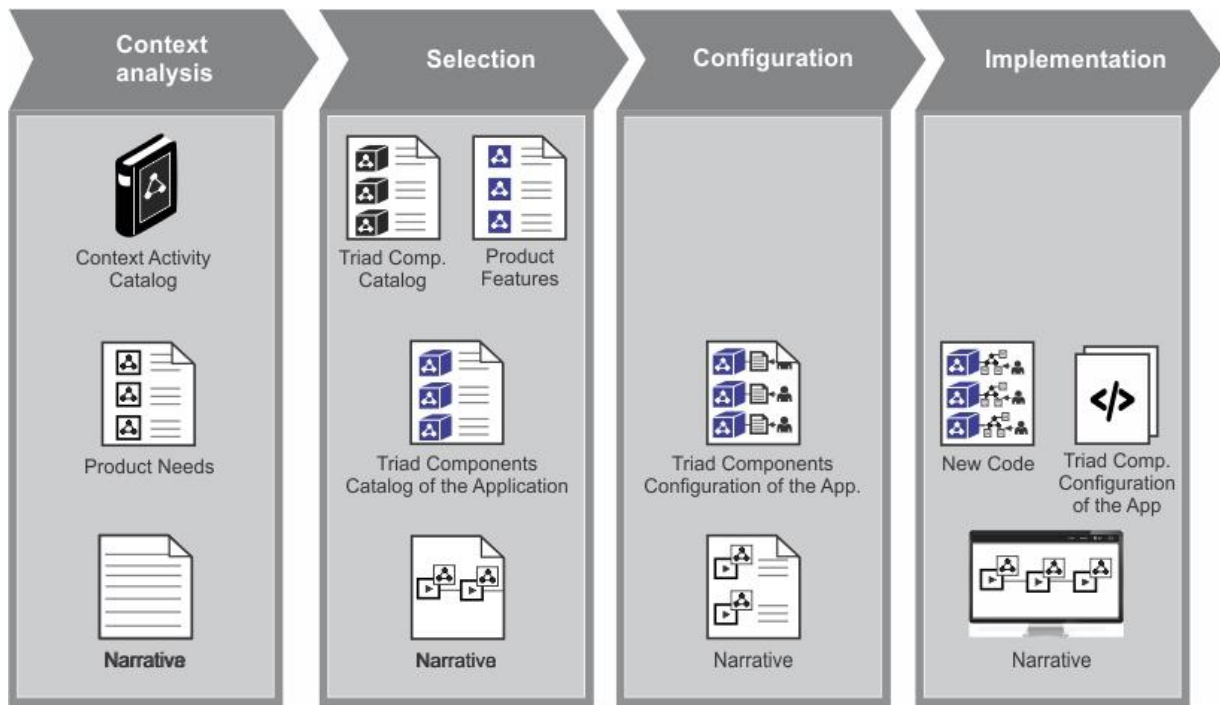 Context
analysis
Selection
Configuration
Implementation
Context Activity
Catalog
Triad Comp.
Catalog
Product
Features
Product Needs
Triad Components
Catalog of the Application
Triad Components
Configuration of the App.
New Code
</>
Triad Comp.
Configuration
of the App
Narrative
Narrative
Narrative
Narrative